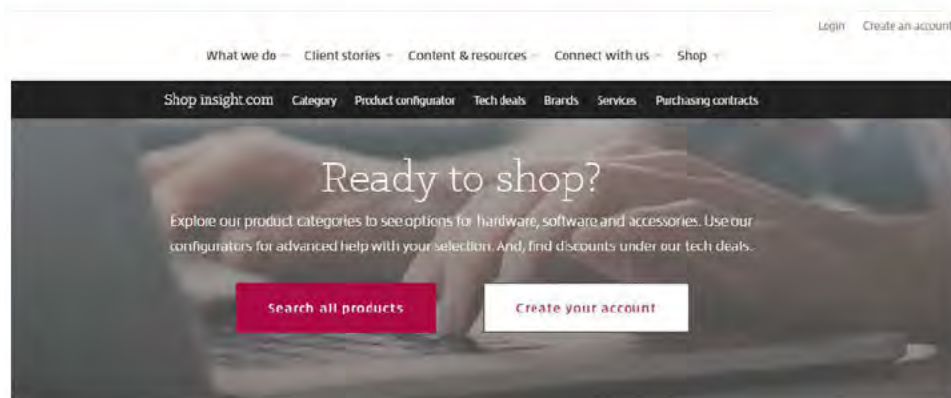 Login Create an account
What we do Client stories Content & resources Connect with us Shop
Shop insight.com Category Product configurator Tech deals Brands Services Purchasing contracts
Ready to shop?
Explore our product categories to see options for hardware, software and accessories. Use our
configurators for advanced help with your selection. And, find discounts under our tech deals.
Search all products Create your account